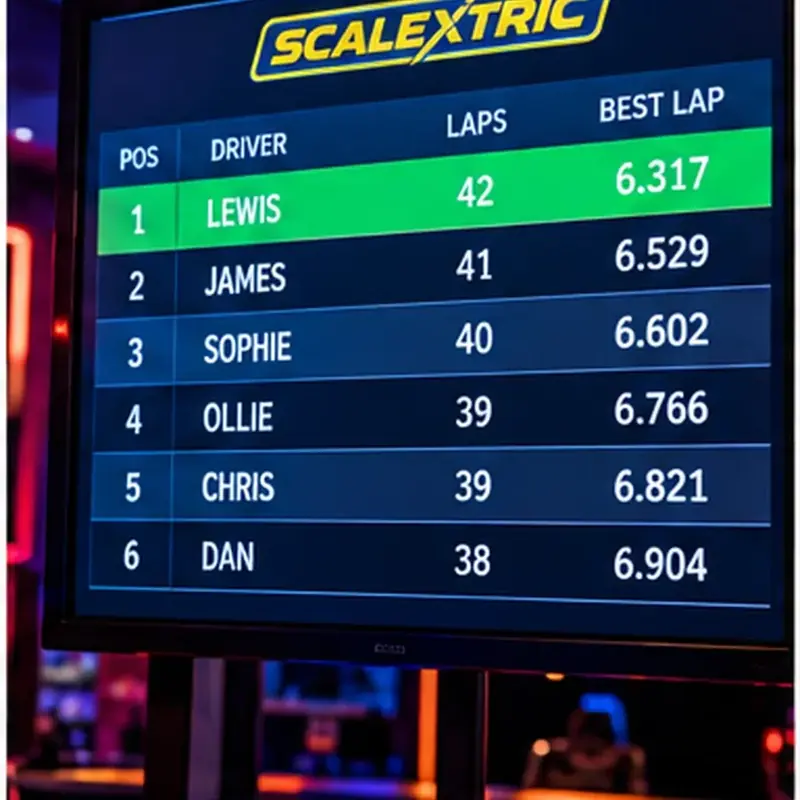 SCALEXTRIC
POS DRIVER LAPS BEST LAP
1 LEWIS 42 6.317
2 JAMES 41 6.529
3 SOPHIE 40 6.602
4 OLLIE 39 6.766
5 CHRIS 39 6.821
6 DAN 38 6.904